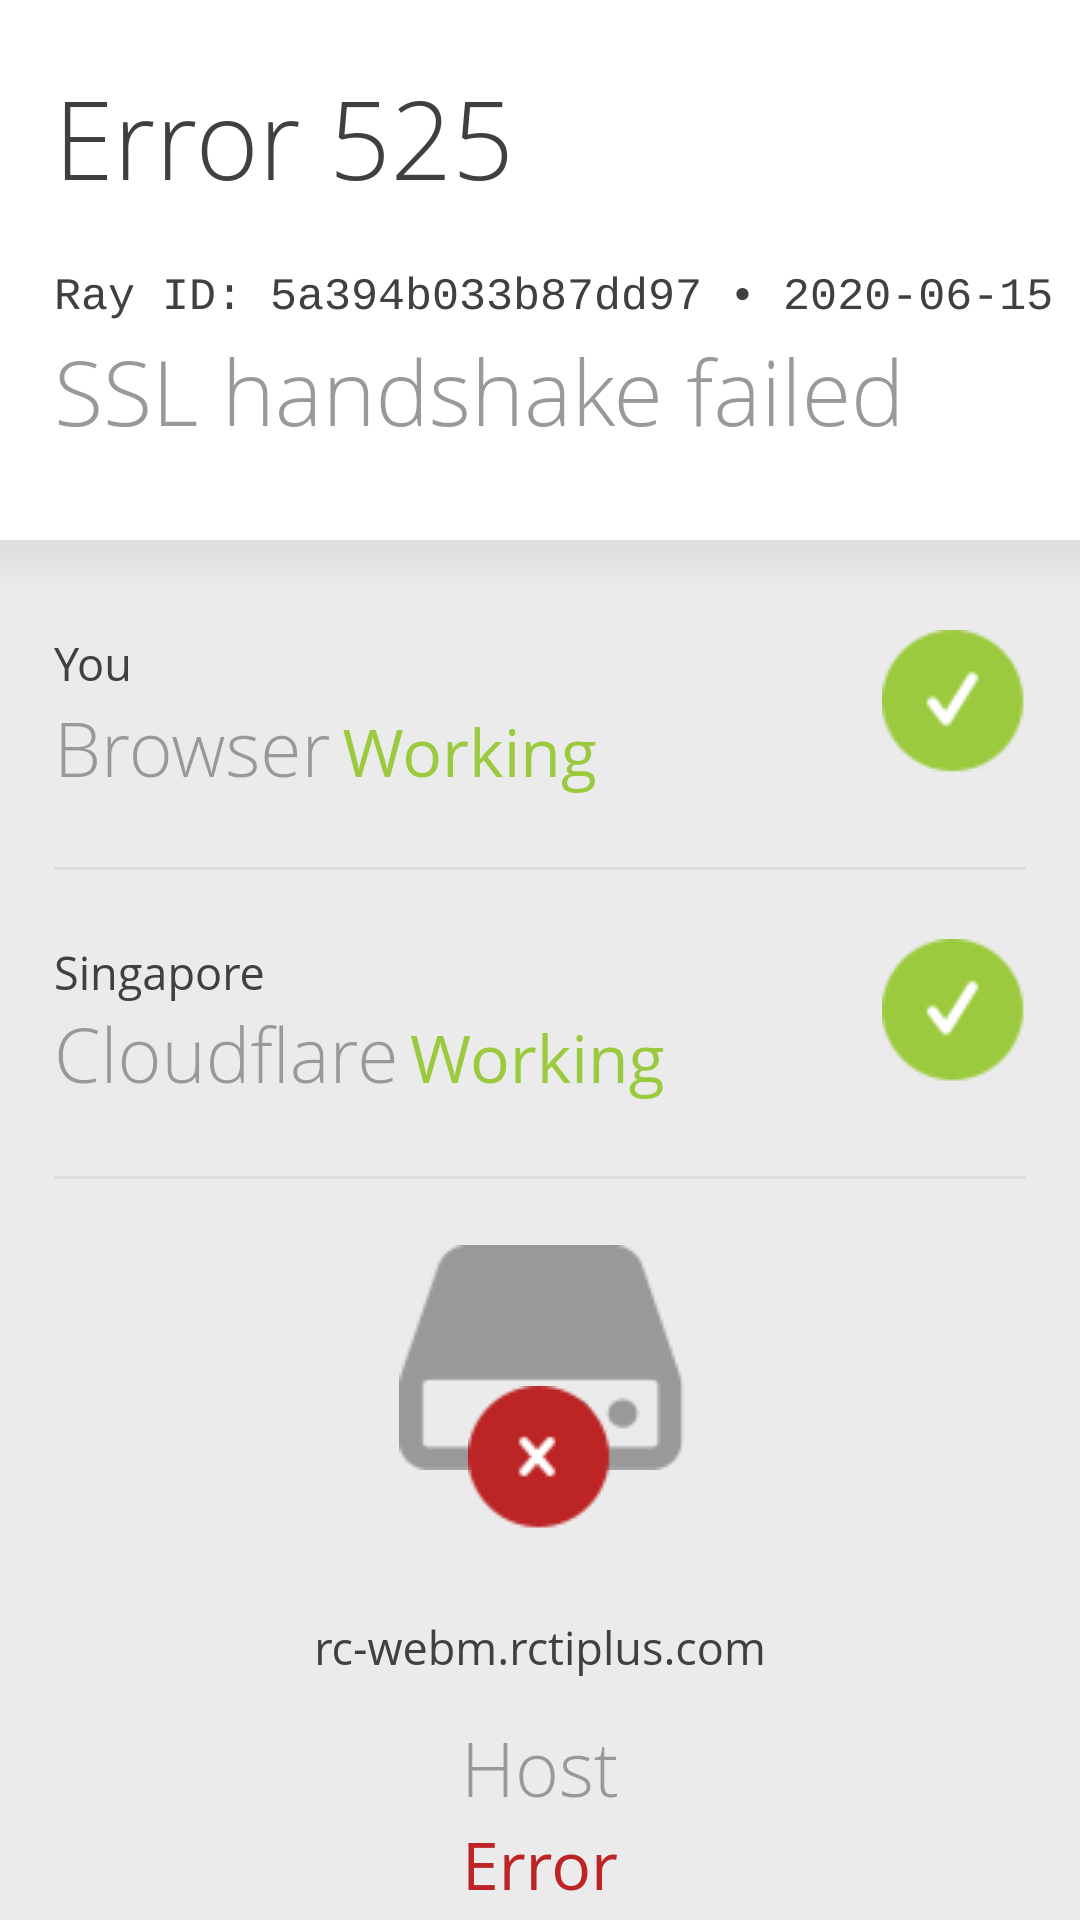 Error 525
Ray ID: 5a394b033b87dd97 • 2020-06-15
SSL handshake failed
You
Browser Working
Singapore
Cloudflare Working
rc-webm.rctiplus.com
Host
Error